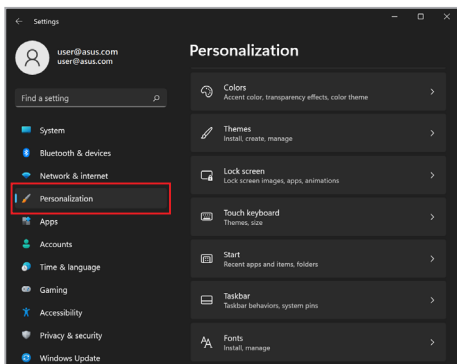 Settings
user@asus.com
user@asus.com
Find a setting
System
Bluetooth & devices
Network & internet
Personalization
Apps
Accounts
Time & language
Gaming
Accessibility
Privacy & security
Windows Update
Personalization
Colors
Accent color, transparency effects, color theme
Themes
Install, create, manage
Lock screen
Lock screen images, apps, animations
Touch keyboard
Themes, size
Start
Recent apps and items, folders
Taskbar
Taskbar behaviors, system pins
Fonts
Install, manage